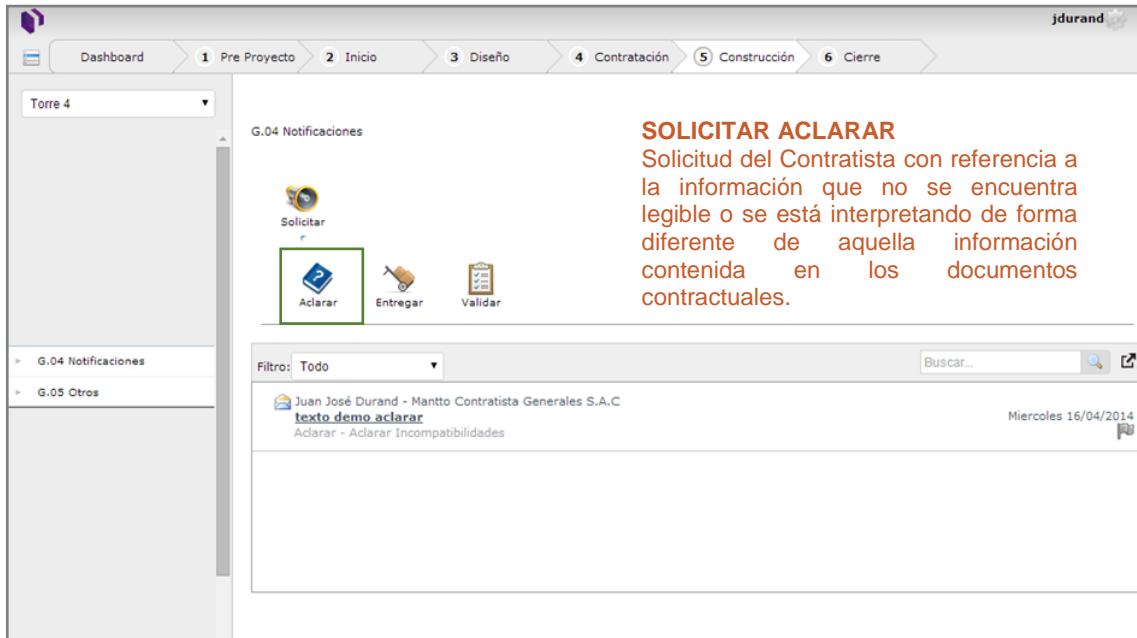 jdurand
Dashboard
1 Pre Proyecto
2 Inicio
3 Diseño
4 Contratación
5 Construcción
6 Cierre
Torre 4
G.04 Notificaciones
SOLICITAR ACLARAR
Solicitud del Contratista con referencia a
la información que no se encuentra
legible o se está interpretando de forma
diferente de aquella información
contenida en los documentos
contractuales.
Solicitar
Aclarar
Entregar
Validar
G.04 Notificaciones
G.05 Otros
Filtro: Todo
Buscar...
Juan José Durand - Mantto Contratista Generales S.A.C
texto demo aclarar
Aclarar - Aclarar Incompatibilidades
Miercoles 16/04/2014